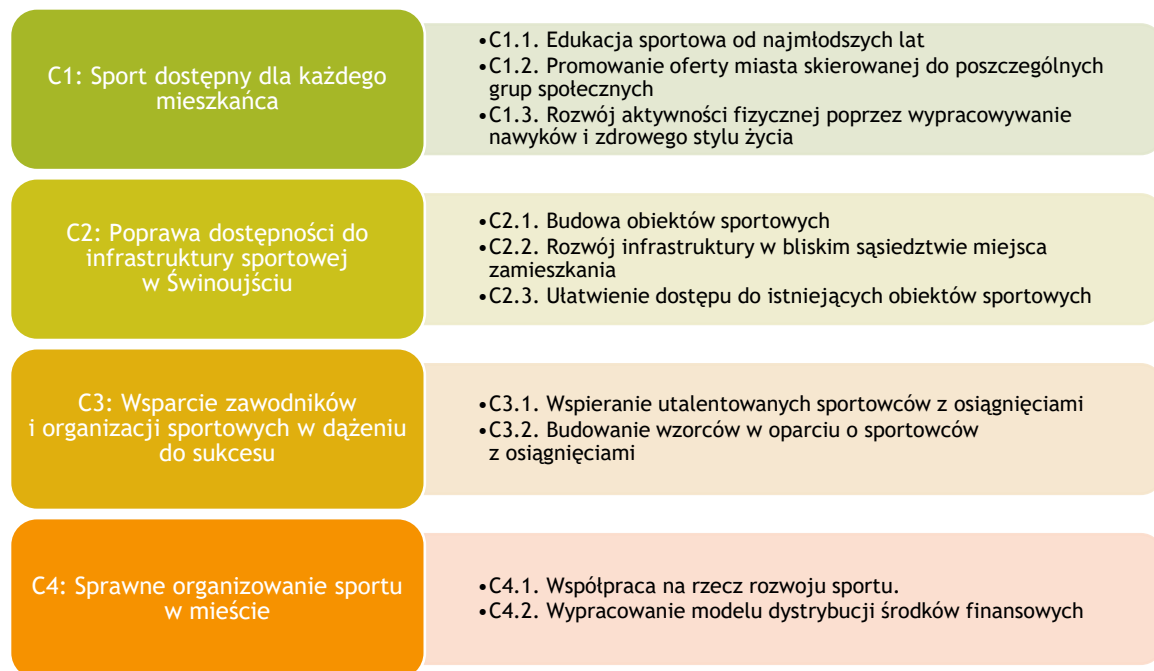 C1: Sport dostępny dla każdego
mieszkańca
•C1.1. Edukacja sportowa od najmłodszych lat
•C1.2. Promowanie oferty miasta skierowanej do poszczególnych
grup społecznych
•C1.3. Rozwój aktywności fizycznej poprzez wypracowywanie
nawyków i zdrowego stylu życia
C2: Poprawa dostępności do
infrastruktury sportowej
w Świnoujściu
•C2.1. Budowa obiektów sportowych
•C2.2. Rozwój infrastruktury w bliskim sąsiedztwie miejsca
zamieszkania
•C2.3. Ułatwienie dostępu do istniejących obiektów sportowych
C3: Wsparcie zawodników
i organizacji sportowych w dążeniu
do sukcesu
•C3.1. Wspieranie utalentowanych sportowców z osiągnięciami
•C3.2. Budowanie wzorców w oparciu o sportowców
z osiągnięciami
C4: Sprawne organizowanie sportu
w mieście
•C4.1. Współpraca na rzecz rozwoju sportu.
•C4.2. Wypracowanie modelu dystrybucji środków finansowych